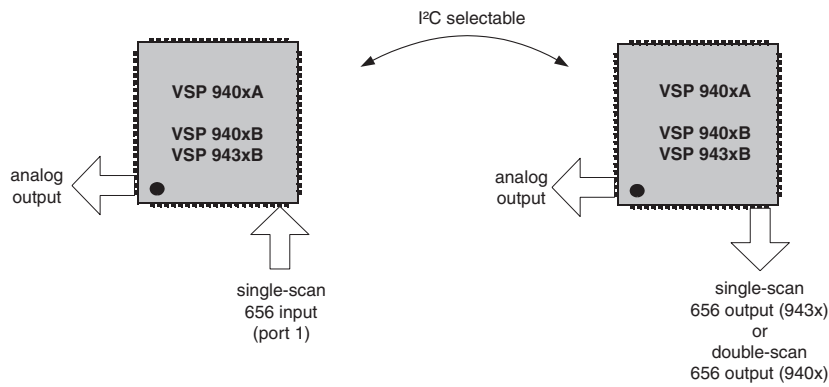 I²C selectable
VSP 940xA
VSP 940xB
VSP 943xB
analog
output
single-scan
656 input
(port 1)
VSP 940xA
VSP 940xB
VSP 943xB
analog
output
single-scan
656 output (943x)
or
double-scan
656 output (940x)